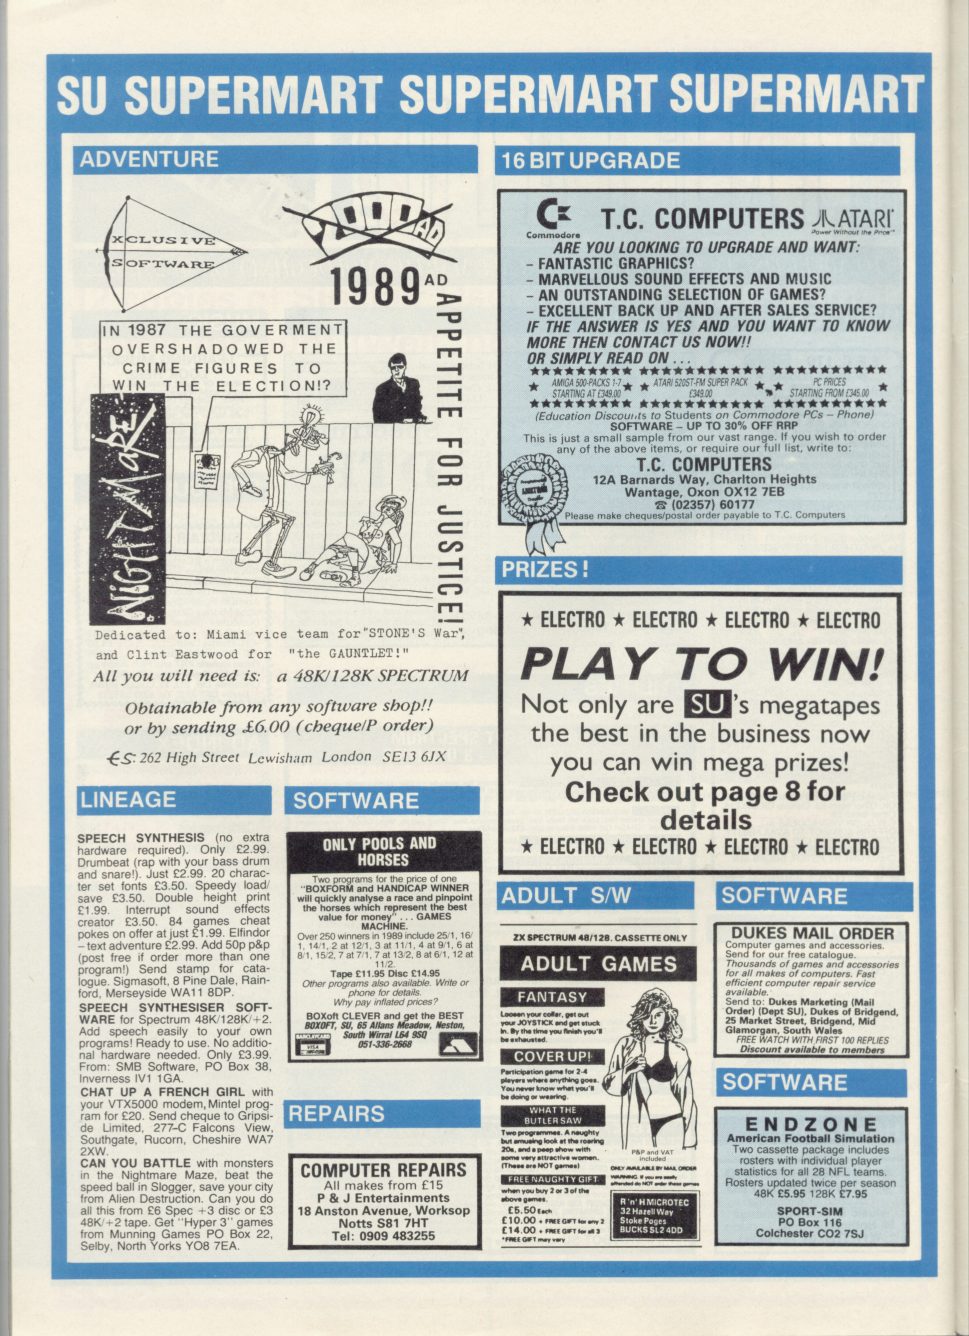 SU SUPERMART SUPERMART SUPERMART
ADVENTURE
XCLUSIVE
SOFTWARE
2000 AD
1989 AD
APPETITE FOR JUSTICE!
IN 1987 THE GOVERMENT
OVERSHADOWED THE
CRIME FIGURES TO
WIN THE ELECTION!?
NIGHTMARE
Dedicated to: Miami vice team for "STONE'S War",
and Clint Eastwood for "the GAUNTLET!"
All you will need is: a 48K/128K SPECTRUM
Obtainable from any software shop!!
or by sending £6.00 (cheque/P order)
262 High Street Lewisham London SE13 6JX
LINEAGE
SPEECH SYNTHESIS (no extra
hardware required). Only £2.99.
Drumbeat (rap with your bass drum
and snare!). Just £2.99. 20 charac-
ter set fonts £3.50. Speedy load/
save £3.50. Double height print
£1.99. Interrupt sound effects
creator £3.50. 84 games cheat
pokes on offer at just £1.99. Elfindor
– text adventure £2.99. Add 50p p&p
(post free if order more than one
program!) Send stamp for cata-
logue. Sigmasoft, 8 Pine Dale, Rain-
ford, Merseyside WA11 8DP.
SPEECH SYNTHESISER SOFT-
WARE for Spectrum 48K/128K/+2.
Add speech easily to your own
programs! Ready to use. No additio-
nal hardware needed. Only £3.99.
From: SMB Software, PO Box 38,
Inverness IV1 1GA.
CHAT UP A FRENCH GIRL with
your VTX5000 modem, Mintel prog-
ram for £20. Send cheque to Gripsi-
de Limited, 277-C Falcons View,
Southgate, Rucorn, Cheshire WA7
2XW.
CAN YOU BATTLE with monsters
in the Nightmare Maze, beat the
speed ball in Slogger, save your city
from Alien Destruction. Can you do
all this from £6 Spec +3 disc or £3
48K/+2 tape. Get "Hyper 3" games
from Munning Games PO Box 22,
Selby, North Yorks YO8 7EA.
SOFTWARE
ONLY POOLS AND
HORSES
Two programs for the price of one
"BOXFORM and HANDICAP WINNER
will quickly analyse a race and pinpoint
the horses which represent the best
value for money" . . . GAMES
MACHINE.
Over 250 winners in 1989 include 25/1, 16/
1, 14/1, 2 at 12/1, 3 at 11/1, 4 at 9/1, 6 at
8/1, 15/2, 7 at 7/1, 7 at 13/2, 8 at 6/1, 12 at
11/2.
Tape £11.95 Disc £14.95
Other programs also available. Write or
phone for details.
Why pay inflated prices?
BOXoft CLEVER and get the BEST
BOXOFT, SU, 65 Allans Meadow, Neston,
South Wirral L64 9SQ
051-336-2668
VISA
REPAIRS
COMPUTER REPAIRS
All makes from £15
P & J Entertainments
18 Anston Avenue, Worksop
Notts S81 7HT
Tel: 0909 483255
16 BIT UPGRADE
Commodore
T.C. COMPUTERS
ATARI
Power Without the Price™
ARE YOU LOOKING TO UPGRADE AND WANT:
– FANTASTIC GRAPHICS?
– MARVELLOUS SOUND EFFECTS AND MUSIC
– AN OUTSTANDING SELECTION OF GAMES?
– EXCELLENT BACK UP AND AFTER SALES SERVICE?
IF THE ANSWER IS YES AND YOU WANT TO KNOW
MORE THEN CONTACT US NOW!!
OR SIMPLY READ ON . . .
AMIGA 500-PACKS 1-7
STARTING AT £349.00
ATARI 520ST-FM SUPER PACK
£349.00
PC PRICES
STARTING FROM £345.00
(Education Discounts to Students on Commodore PCs – Phone)
SOFTWARE – UP TO 30% OFF RRP
This is just a small sample from our vast range. If you wish to order
any of the above items, or require our full list, write to:
T.C. COMPUTERS
12A Barnards Way, Charlton Heights
Wantage, Oxon OX12 7EB
☎ (02357) 60177
Please make cheques/postal order payable to T.C. Computers
PRIZES!
★ ELECTRO ★ ELECTRO ★ ELECTRO ★ ELECTRO
PLAY TO WIN!
Not only are SU's megatapes
the best in the business now
you can win mega prizes!
Check out page 8 for
details
★ ELECTRO ★ ELECTRO ★ ELECTRO ★ ELECTRO
ADULT S/W
ZX SPECTRUM 48/128. CASSETTE ONLY
ADULT GAMES
FANTASY
Loosen your collar, get out
your JOYSTICK and get stuck
in. By the time you finish you'll
be exhausted.
COVER UP!
Participation game for 2-4
players where anything goes.
You never know what you'll
be doing or wearing.
WHAT THE
BUTLER SAW
Two programmes. A naughty
but amusing look at the roaring
20s, and a peep show with
some very attractive women.
(These are NOT games)
FREE NAUGHTY GIFT
when you buy 2 or 3 of the
above games.
£5.50 Each
£10.00 + FREE GIFT for any 2
£14.00 + FREE GIFT for all 3
*FREE GIFT may vary
P&P and VAT
included
ONLY AVAILABLE BY MAIL ORDER
WARNING. If you are easily
offended do NOT order these games
R 'n' H MICROTEC
32 Hazell Way
Stoke Poges
BUCKS SL2 4DD
SOFTWARE
DUKES MAIL ORDER
Computer games and accessories.
Send for our free catalogue.
Thousands of games and accessories
for all makes of computers. Fast
efficient computer repair service
available.
Send to: Dukes Marketing (Mail
Order) (Dept SU), Dukes of Bridgend,
25 Market Street, Bridgend, Mid
Glamorgan, South Wales
FREE WATCH WITH FIRST 100 REPLIES
Discount available to members
SOFTWARE
ENDZONE
American Football Simulation
Two cassette package includes
rosters with individual player
statistics for all 28 NFL teams.
Rosters updated twice per season
48K £5.95 128K £7.95
SPORT-SIM
PO Box 116
Colchester CO2 7SJ